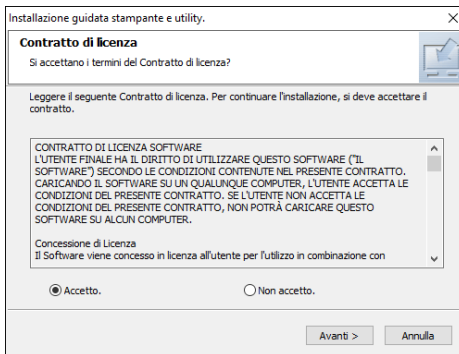 Installazione guidata stampante e utility.
Contratto di licenza
Si accettano i termini del Contratto di licenza?
Leggere il seguente Contratto di licenza. Per continuare l'installazione, si deve accettare il
contratto.
CONTRATTO DI LICENZA SOFTWARE
L'UTENTE FINALE HA IL DIRITTO DI UTILIZZARE QUESTO SOFTWARE ("IL
SOFTWARE") SECONDO LE CONDIZIONI CONTENUTE NEL PRESENTE CONTRATTO.
CARICANDO IL SOFTWARE SU UN QUALUNQUE COMPUTER, L'UTENTE ACCETTA LE
CONDIZIONI DEL PRESENTE CONTRATTO. SE L'UTENTE NON ACCETTA LE
CONDIZIONI DEL PRESENTE CONTRATTO, NON POTRÀ CARICARE QUESTO
SOFTWARE SU ALCUN COMPUTER.
Concessione di Licenza
Il Software viene concesso in licenza all'utente per l'utilizzo in combinazione con
Accetto. Non accetto.
Avanti > Annulla